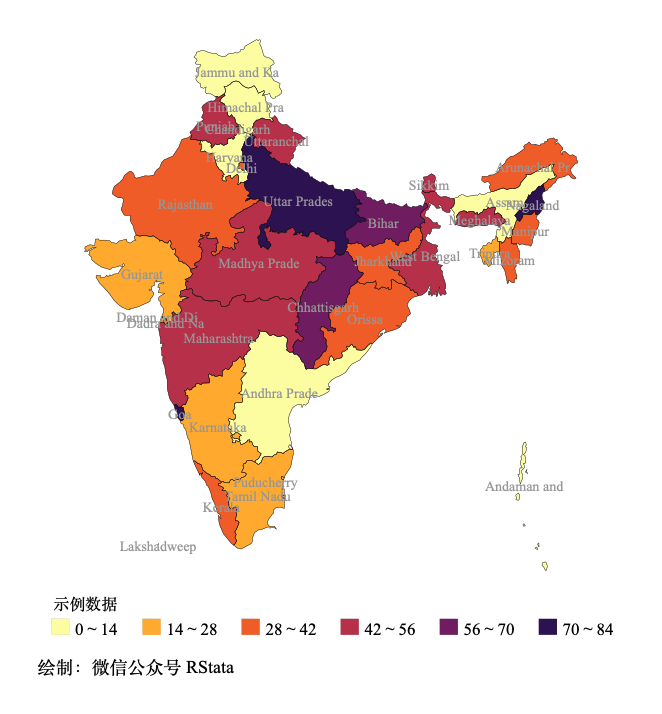 Jammu and Ka
Himachal Pra
Punjab
Chandigarh
Uttaranchal
Haryana
Delhi
Arunachal Pr
Sikkim
Rajasthan
Uttar Prades
Assam
Nagaland
Bihar
Meghalaya
Manipur
Tripura
Mizoram
Madhya Prade
Jharkhand
West Bengal
Gujarat
Chhattisgarh
Daman and Di
Dadra and Na
Orissa
Maharashtra
Andhra Prade
Goa
Karnataka
Puducherry
Andaman and
Tamil Nadu
Kerala
Lakshadweep
示例数据
0 ~ 14 14 ~ 28 28 ~ 42 42 ~ 56 56 ~ 70 70 ~ 84
绘制：微信公众号 RStata